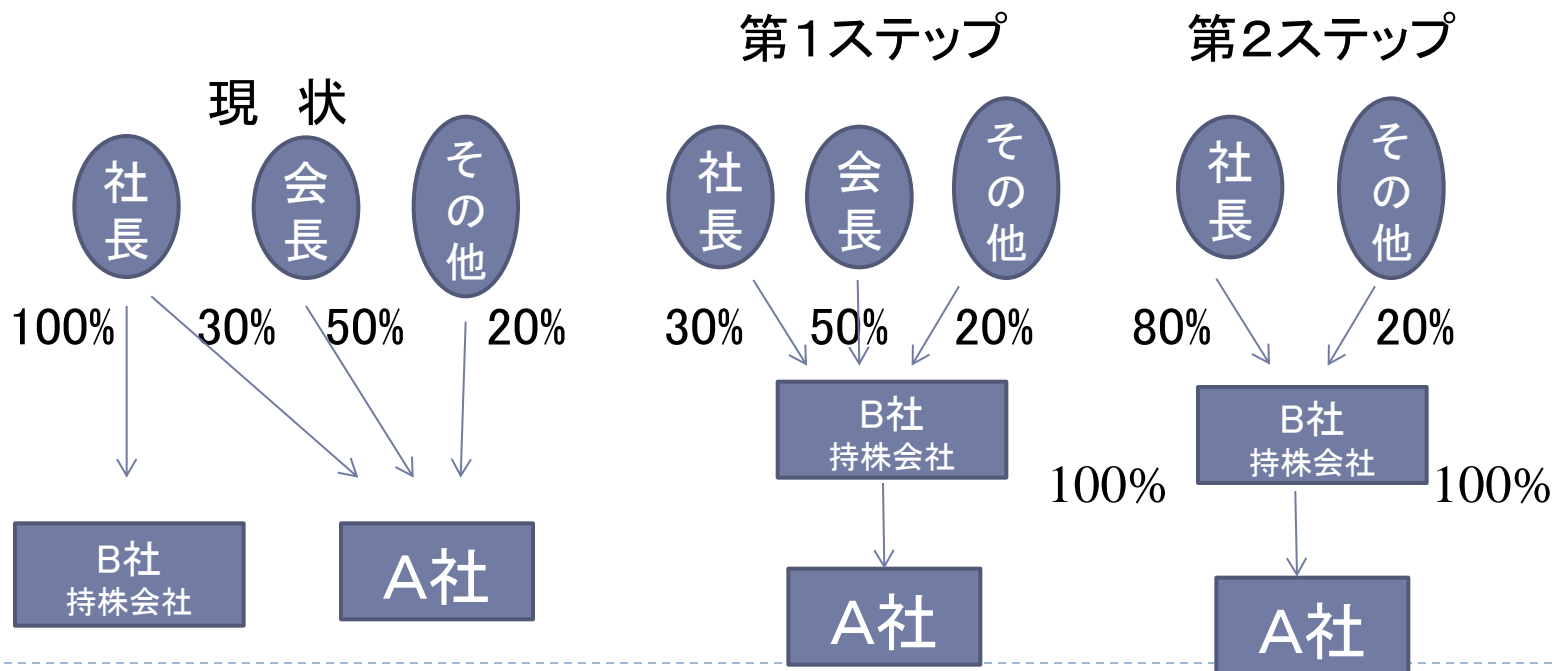 現　状
社長
会長
その他
100%
30%
50%
20%
B社
持株会社
A社
第１ステップ
社長
会長
その他
30%
50%
20%
B社
持株会社
100%
A社
第２ステップ
社長
その他
80%
20%
B社
持株会社
100%
A社